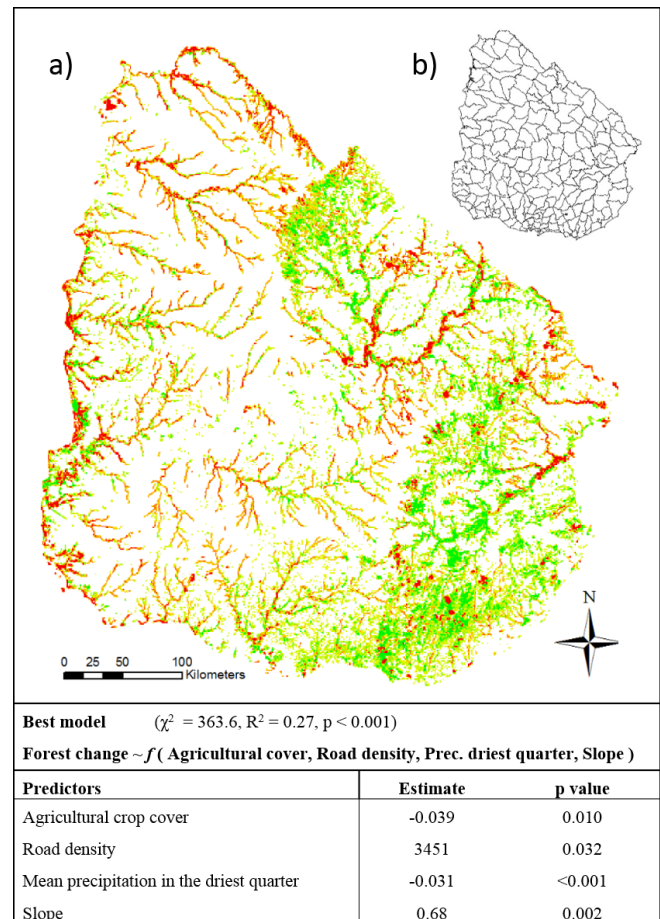 a)
b)
N
0 25 50 100
Kilometers
Best model (χ² = 363.6, R² = 0.27, p < 0.001)
Forest change ~ f ( Agricultural cover, Road density, Prec. driest quarter, Slope )
Predictors Estimate p value
Agricultural crop cover -0.039 0.010
Road density 3451 0.032
Mean precipitation in the driest quarter -0.031 <0.001
Slope 0.68 0.002